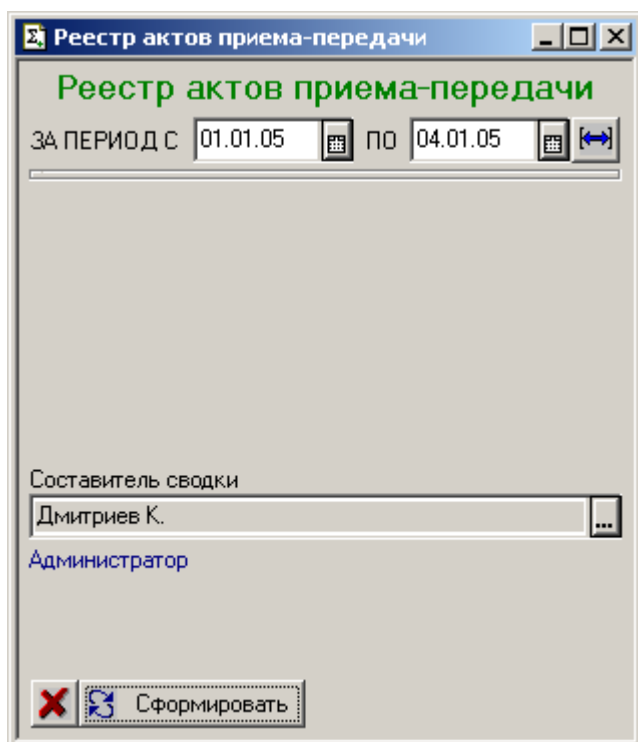 Реестр актов приема-передачи
Реестр актов приема-передачи
ЗА ПЕРИОД С 01.01.05 ПО 04.01.05
Составитель сводки
Дмитриев К. ...
Администратор
Сформировать